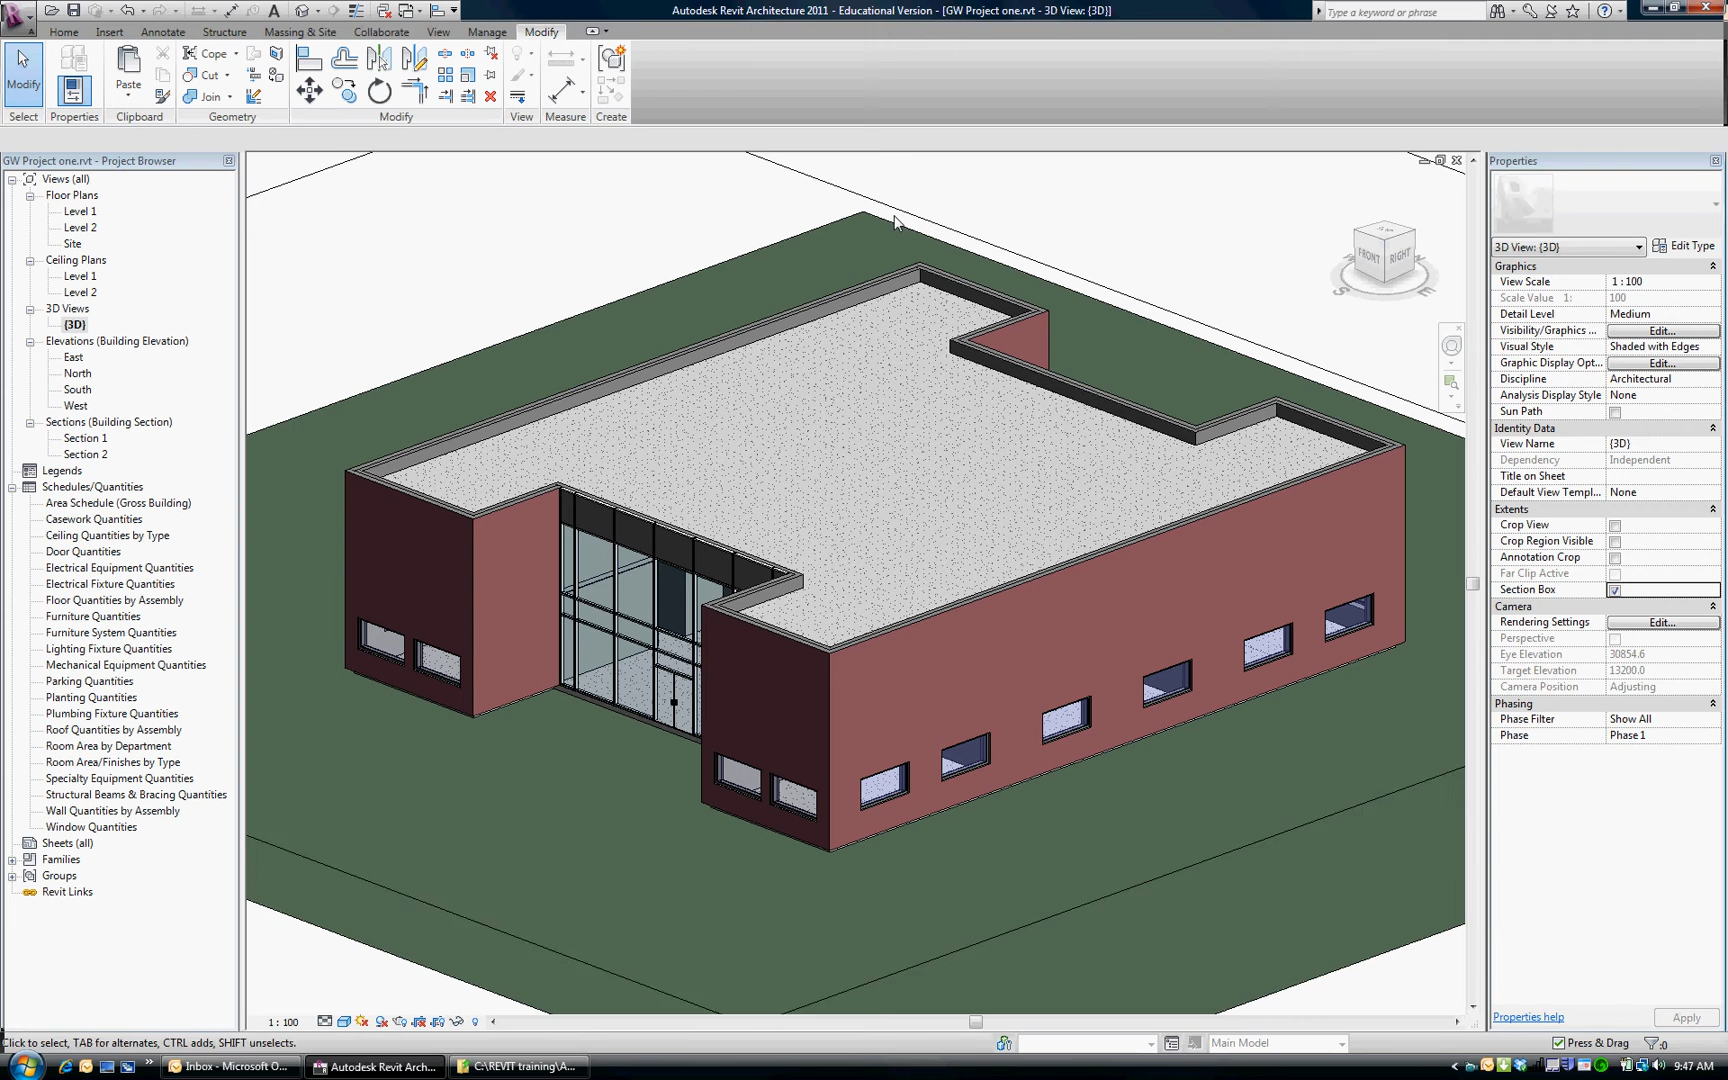 Autodesk Revit Architecture 2011 - Educational Version - [GW Project one.rvt - 3D View: {3D}]
Type a keyword or phrase
Home Insert Annotate Structure Massing & Site Collaborate View Manage Modify
Modify
Paste
Cope
Cut
Join
Select Properties Clipboard Geometry Modify View Measure Create
GW Project one.rvt - Project Browser
Views (all)
Floor Plans
Level 1
Level 2
Site
Ceiling Plans
Level 1
Level 2
3D Views
{3D}
Elevations (Building Elevation)
East
North
South
West
Sections (Building Section)
Section 1
Section 2
Legends
Schedules/Quantities
Area Schedule (Gross Building)
Casework Quantities
Ceiling Quantities by Type
Door Quantities
Electrical Equipment Quantities
Electrical Fixture Quantities
Floor Quantities by Assembly
Furniture Quantities
Furniture System Quantities
Lighting Fixture Quantities
Mechanical Equipment Quantities
Parking Quantities
Planting Quantities
Plumbing Fixture Quantities
Roof Quantities by Assembly
Room Area by Department
Room Area/Finishes by Type
Specialty Equipment Quantities
Structural Beams & Bracing Quantities
Wall Quantities by Assembly
Window Quantities
Sheets (all)
Families
Groups
Revit Links
FRONT RIGHT
S E
Properties
3D View: {3D} Edit Type
Graphics
View Scale 1 : 100
Scale Value 1: 100
Detail Level Medium
Visibility/Graphics ... Edit...
Visual Style Shaded with Edges
Graphic Display Opt... Edit...
Discipline Architectural
Analysis Display Style None
Sun Path
Identity Data
View Name {3D}
Dependency Independent
Title on Sheet
Default View Templ... None
Extents
Crop View
Crop Region Visible
Annotation Crop
Far Clip Active
Section Box
Camera
Rendering Settings Edit...
Perspective
Eye Elevation 30854.6
Target Elevation 13200.0
Camera Position Adjusting
Phasing
Phase Filter Show All
Phase Phase 1
Properties help Apply
1 : 100
Click to select, TAB for alternates, CTRL adds, SHIFT unselects.
Main Model
Press & Drag :0
Inbox - Microsoft O... Autodesk Revit Arch... C:\REVIT training\A...
9:47 AM